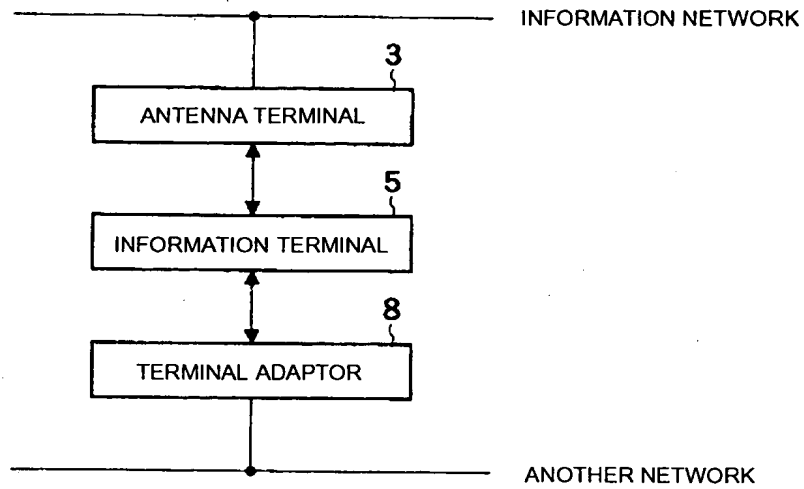 INFORMATION NETWORK
3
ANTENNA TERMINAL
5
INFORMATION TERMINAL
8
TERMINAL ADAPTOR
ANOTHER NETWORK